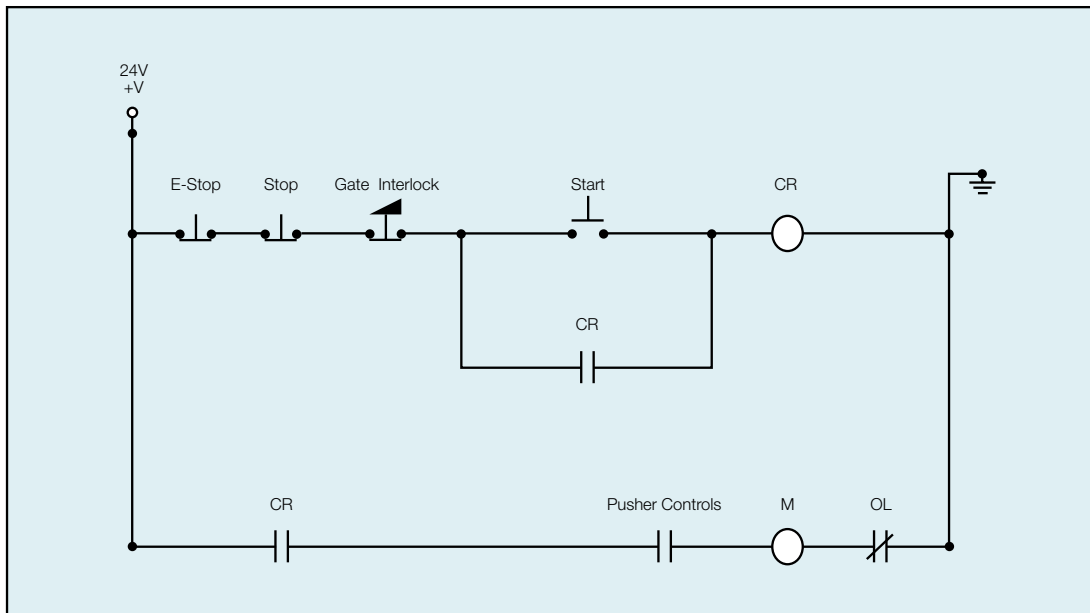 24V
+V
E-Stop
Stop
Gate Interlock
Start
CR
CR
CR
Pusher Controls
M
OL